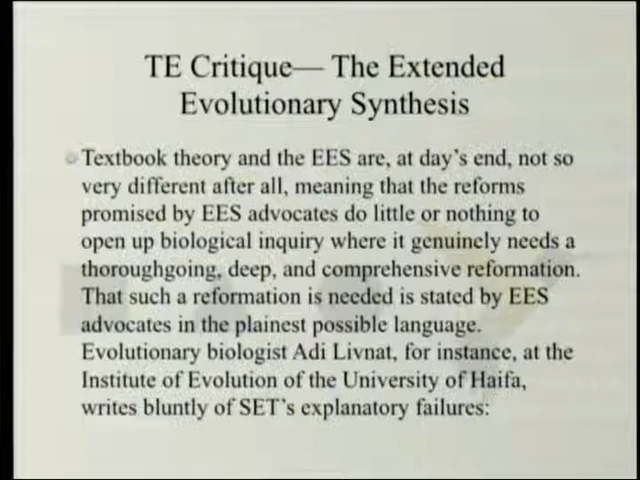 TE Critique— The Extended
Evolutionary Synthesis
Textbook theory and the EES are, at day's end, not so
very different after all, meaning that the reforms
promised by EES advocates do little or nothing to
open up biological inquiry where it genuinely needs a
thoroughgoing, deep, and comprehensive reformation.
That such a reformation is needed is stated by EES
advocates in the plainest possible language.
Evolutionary biologist Adi Livnat, for instance, at the
Institute of Evolution of the University of Haifa,
writes bluntly of SET's explanatory failures: